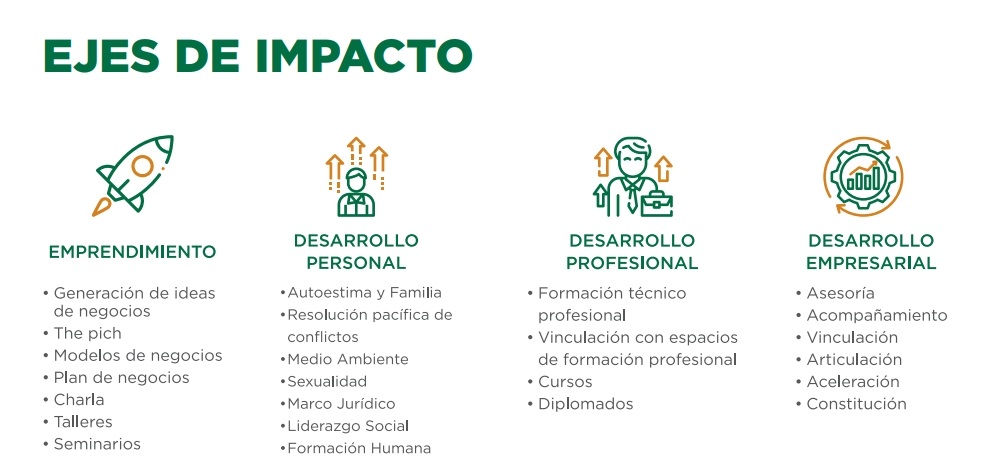 EJES DE IMPACTO
EMPRENDIMIENTO
• Generación de ideas
de negocios
• The pich
• Modelos de negocios
• Plan de negocios
• Charla
• Talleres
• Seminarios
DESARROLLO
PERSONAL
•Autoestima y Familia
•Resolución pacífica de
conflictos
•Medio Ambiente
•Sexualidad
•Marco Jurídico
•Liderazgo Social
•Formación Humana
DESARROLLO
PROFESIONAL
• Formación técnico
profesional
• Vinculación con espacios
de formación profesional
• Cursos
• Diplomados
DESARROLLO
EMPRESARIAL
• Asesoría
• Acompañamiento
• Vinculación
• Articulación
• Aceleración
• Constitución